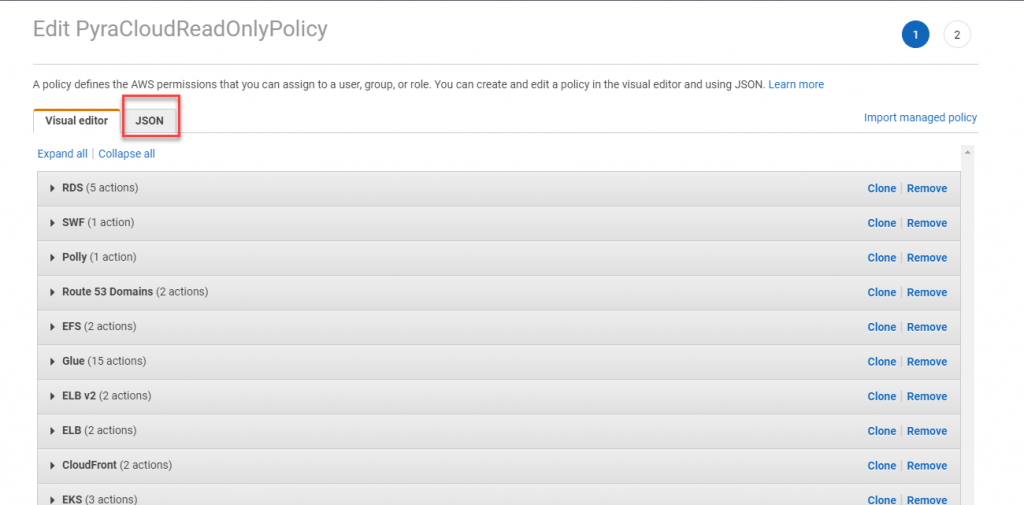 Edit PyraCloudReadOnlyPolicy
1
2
A policy defines the AWS permissions that you can assign to a user, group, or role. You can create and edit a policy in the visual editor and using JSON. Learn more
Visual editor
JSON
Import managed policy
Expand all | Collapse all
RDS (5 actions) Clone | Remove
SWF (1 action) Clone | Remove
Polly (1 action) Clone | Remove
Route 53 Domains (2 actions) Clone | Remove
EFS (2 actions) Clone | Remove
Glue (15 actions) Clone | Remove
ELB v2 (2 actions) Clone | Remove
ELB (2 actions) Clone | Remove
CloudFront (2 actions) Clone | Remove
EKS (3 actions) Clone | Remove